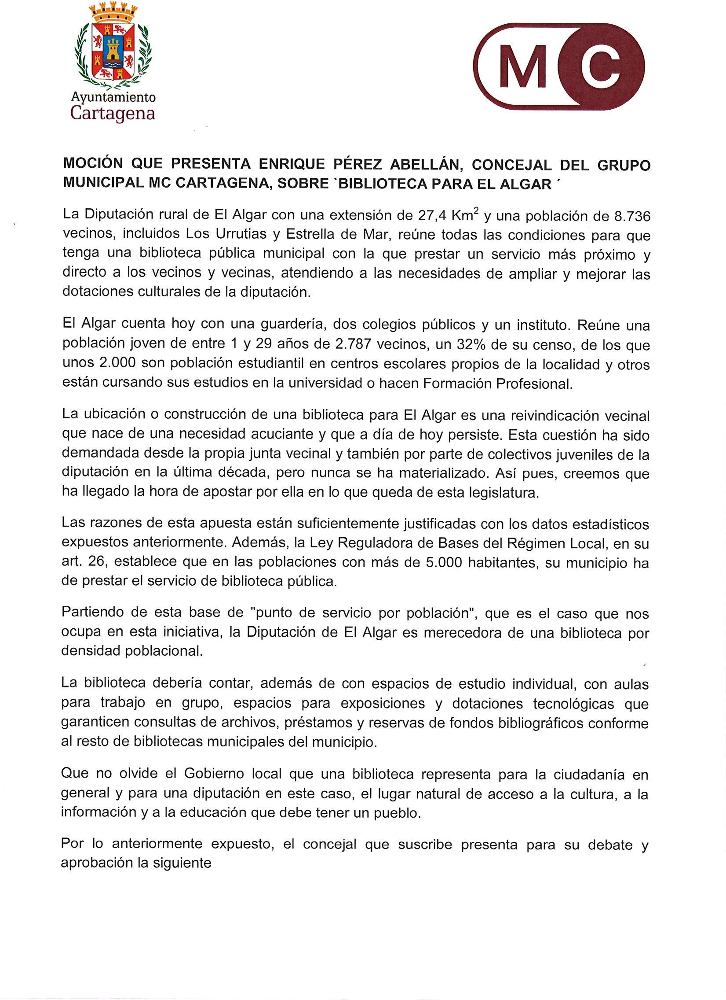 Ayuntamiento
Cartagena
MC
MOCIÓN QUE PRESENTA ENRIQUE PÉREZ ABELLÁN, CONCEJAL DEL GRUPO
MUNICIPAL MC CARTAGENA, SOBRE `BIBLIOTECA PARA EL ALGAR ´
La Diputación rural de El Algar con una extensión de 27,4 Km² y una población de 8.736
vecinos, incluidos Los Urrutias y Estrella de Mar, reúne todas las condiciones para que
tenga una biblioteca pública municipal con la que prestar un servicio más próximo y
directo a los vecinos y vecinas, atendiendo a las necesidades de ampliar y mejorar las
dotaciones culturales de la diputación.
El Algar cuenta hoy con una guardería, dos colegios públicos y un instituto. Reúne una
población joven de entre 1 y 29 años de 2.787 vecinos, un 32% de su censo, de los que
unos 2.000 son población estudiantil en centros escolares propios de la localidad y otros
están cursando sus estudios en la universidad o hacen Formación Profesional.
La ubicación o construcción de una biblioteca para El Algar es una reivindicación vecinal
que nace de una necesidad acuciante y que a día de hoy persiste. Esta cuestión ha sido
demandada desde la propia junta vecinal y también por parte de colectivos juveniles de la
diputación en la última década, pero nunca se ha materializado. Así pues, creemos que
ha llegado la hora de apostar por ella en lo que queda de esta legislatura.
Las razones de esta apuesta están suficientemente justificadas con los datos estadísticos
expuestos anteriormente. Además, la Ley Reguladora de Bases del Régimen Local, en su
art. 26, establece que en las poblaciones con más de 5.000 habitantes, su municipio ha
de prestar el servicio de biblioteca pública.
Partiendo de esta base de "punto de servicio por población", que es el caso que nos
ocupa en esta iniciativa, la Diputación de El Algar es merecedora de una biblioteca por
densidad poblacional.
La biblioteca debería contar, además de con espacios de estudio individual, con aulas
para trabajo en grupo, espacios para exposiciones y dotaciones tecnológicas que
garanticen consultas de archivos, préstamos y reservas de fondos bibliográficos conforme
al resto de bibliotecas municipales del municipio.
Que no olvide el Gobierno local que una biblioteca representa para la ciudadanía en
general y para una diputación en este caso, el lugar natural de acceso a la cultura, a la
información y a la educación que debe tener un pueblo.
Por lo anteriormente expuesto, el concejal que suscribe presenta para su debate y
aprobación la siguiente